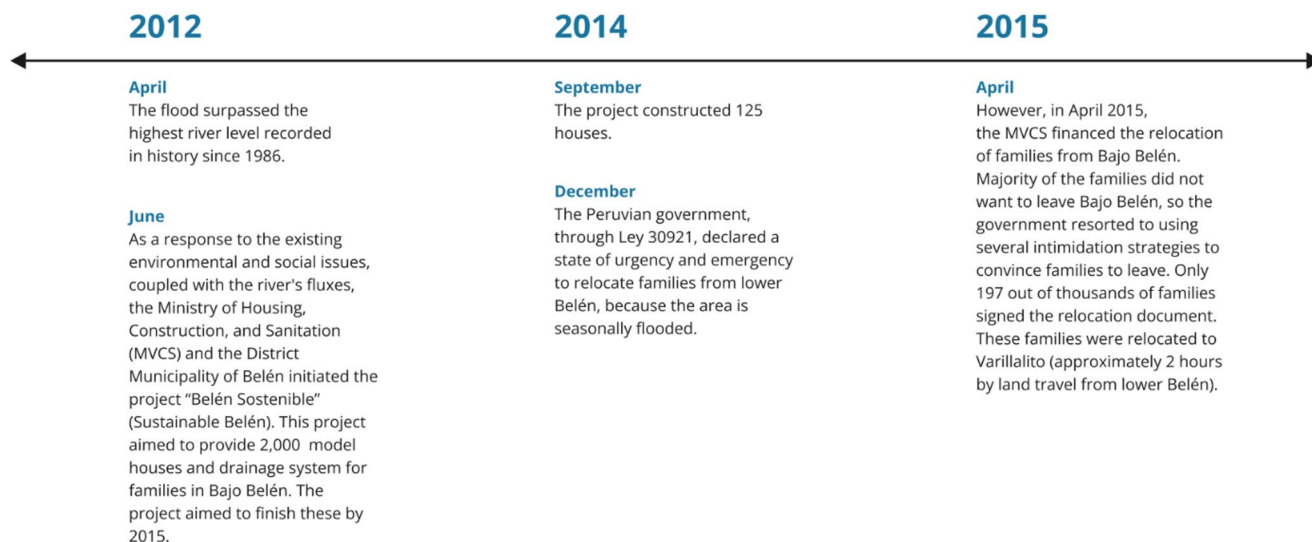 2012
April
The flood surpassed the
highest river level recorded
in history since 1986.
June
As a response to the existing
environmental and social issues,
coupled with the river's fluxes,
the Ministry of Housing,
Construction, and Sanitation
(MVCS) and the District
Municipality of Belén initiated the
project “Belén Sostenible”
(Sustainable Belén). This project
aimed to provide 2,000 model
houses and drainage system for
families in Bajo Belén. The
project aimed to finish these by
2015.
2014
September
The project constructed 125
houses.
December
The Peruvian government,
through Ley 30921, declared a
state of urgency and emergency
to relocate families from lower
Belén, because the area is
seasonally flooded.
2015
April
However, in April 2015,
the MVCS financed the relocation
of families from Bajo Belén.
Majority of the families did not
want to leave Bajo Belén, so the
government resorted to using
several intimidation strategies to
convince families to leave. Only
197 out of thousands of families
signed the relocation document.
These families were relocated to
Varillalito (approximately 2 hours
by land travel from lower Belén).